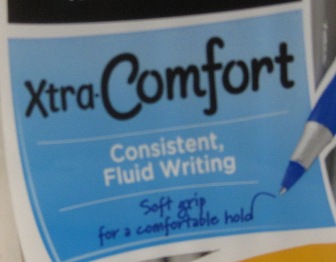 Xtra-Comfort
Consistent,
Fluid Writing
Soft grip
for a comfortable hold